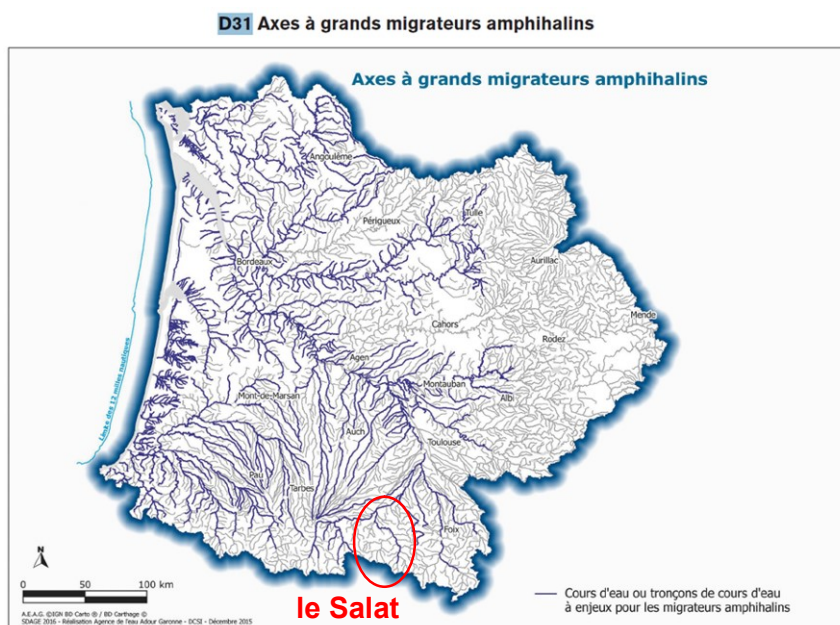 D31 Axes à grands migrateurs amphihalins
Axes à grands migrateurs amphihalins
Angoulême
Périgueux
Tulle
Bordeaux
Aurillac
Mende
Cahors
Rodez
Agen
Montauban
Albi
Mont-de-Marsan
Auch
Toulouse
Pau
Tarbes
Foix
Limite des 12 milles nautiques
N
0 50 100 km
A.E.A.G. ©IGN BD Carto ® / BD Carthage ©
SDAGE 2016 - Réalisation Agence de l'eau Adour Garonne - DCSI - Décembre 2015
le Salat
Cours d'eau ou tronçons de cours d'eau
à enjeux pour les migrateurs amphihalins